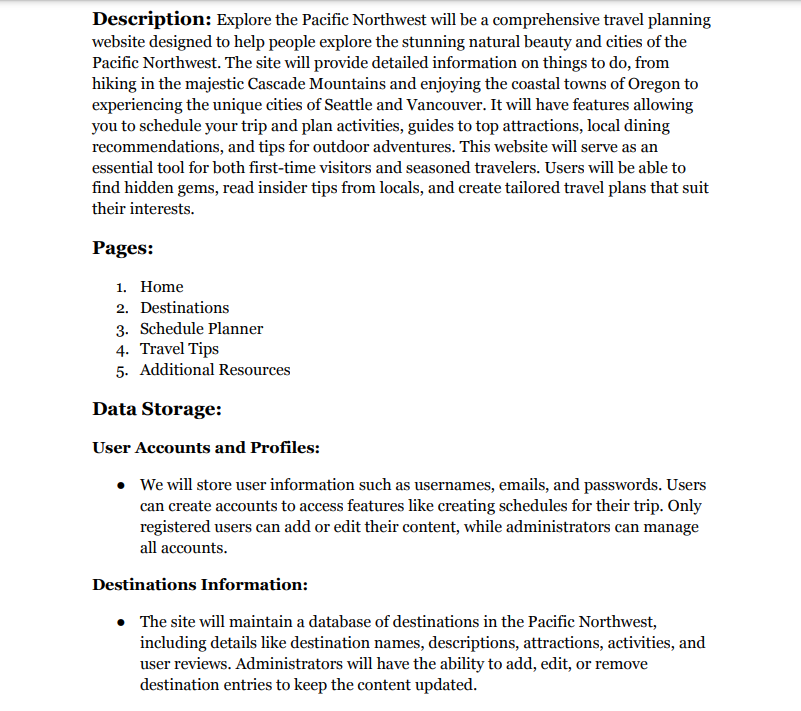 Description: Explore the Pacific Northwest will be a comprehensive travel planning
website designed to help people explore the stunning natural beauty and cities of the
Pacific Northwest. The site will provide detailed information on things to do, from
hiking in the majestic Cascade Mountains and enjoying the coastal towns of Oregon to
experiencing the unique cities of Seattle and Vancouver. It will have features allowing
you to schedule your trip and plan activities, guides to top attractions, local dining
recommendations, and tips for outdoor adventures. This website will serve as an
essential tool for both first-time visitors and seasoned travelers. Users will be able to
find hidden gems, read insider tips from locals, and create tailored travel plans that suit
their interests.
Pages:
1. Home
2. Destinations
3. Schedule Planner
4. Travel Tips
5. Additional Resources
Data Storage:
User Accounts and Profiles:
● We will store user information such as usernames, emails, and passwords. Users
can create accounts to access features like creating schedules for their trip. Only
registered users can add or edit their content, while administrators can manage
all accounts.
Destinations Information:
● The site will maintain a database of destinations in the Pacific Northwest,
including details like destination names, descriptions, attractions, activities, and
user reviews. Administrators will have the ability to add, edit, or remove
destination entries to keep the content updated.